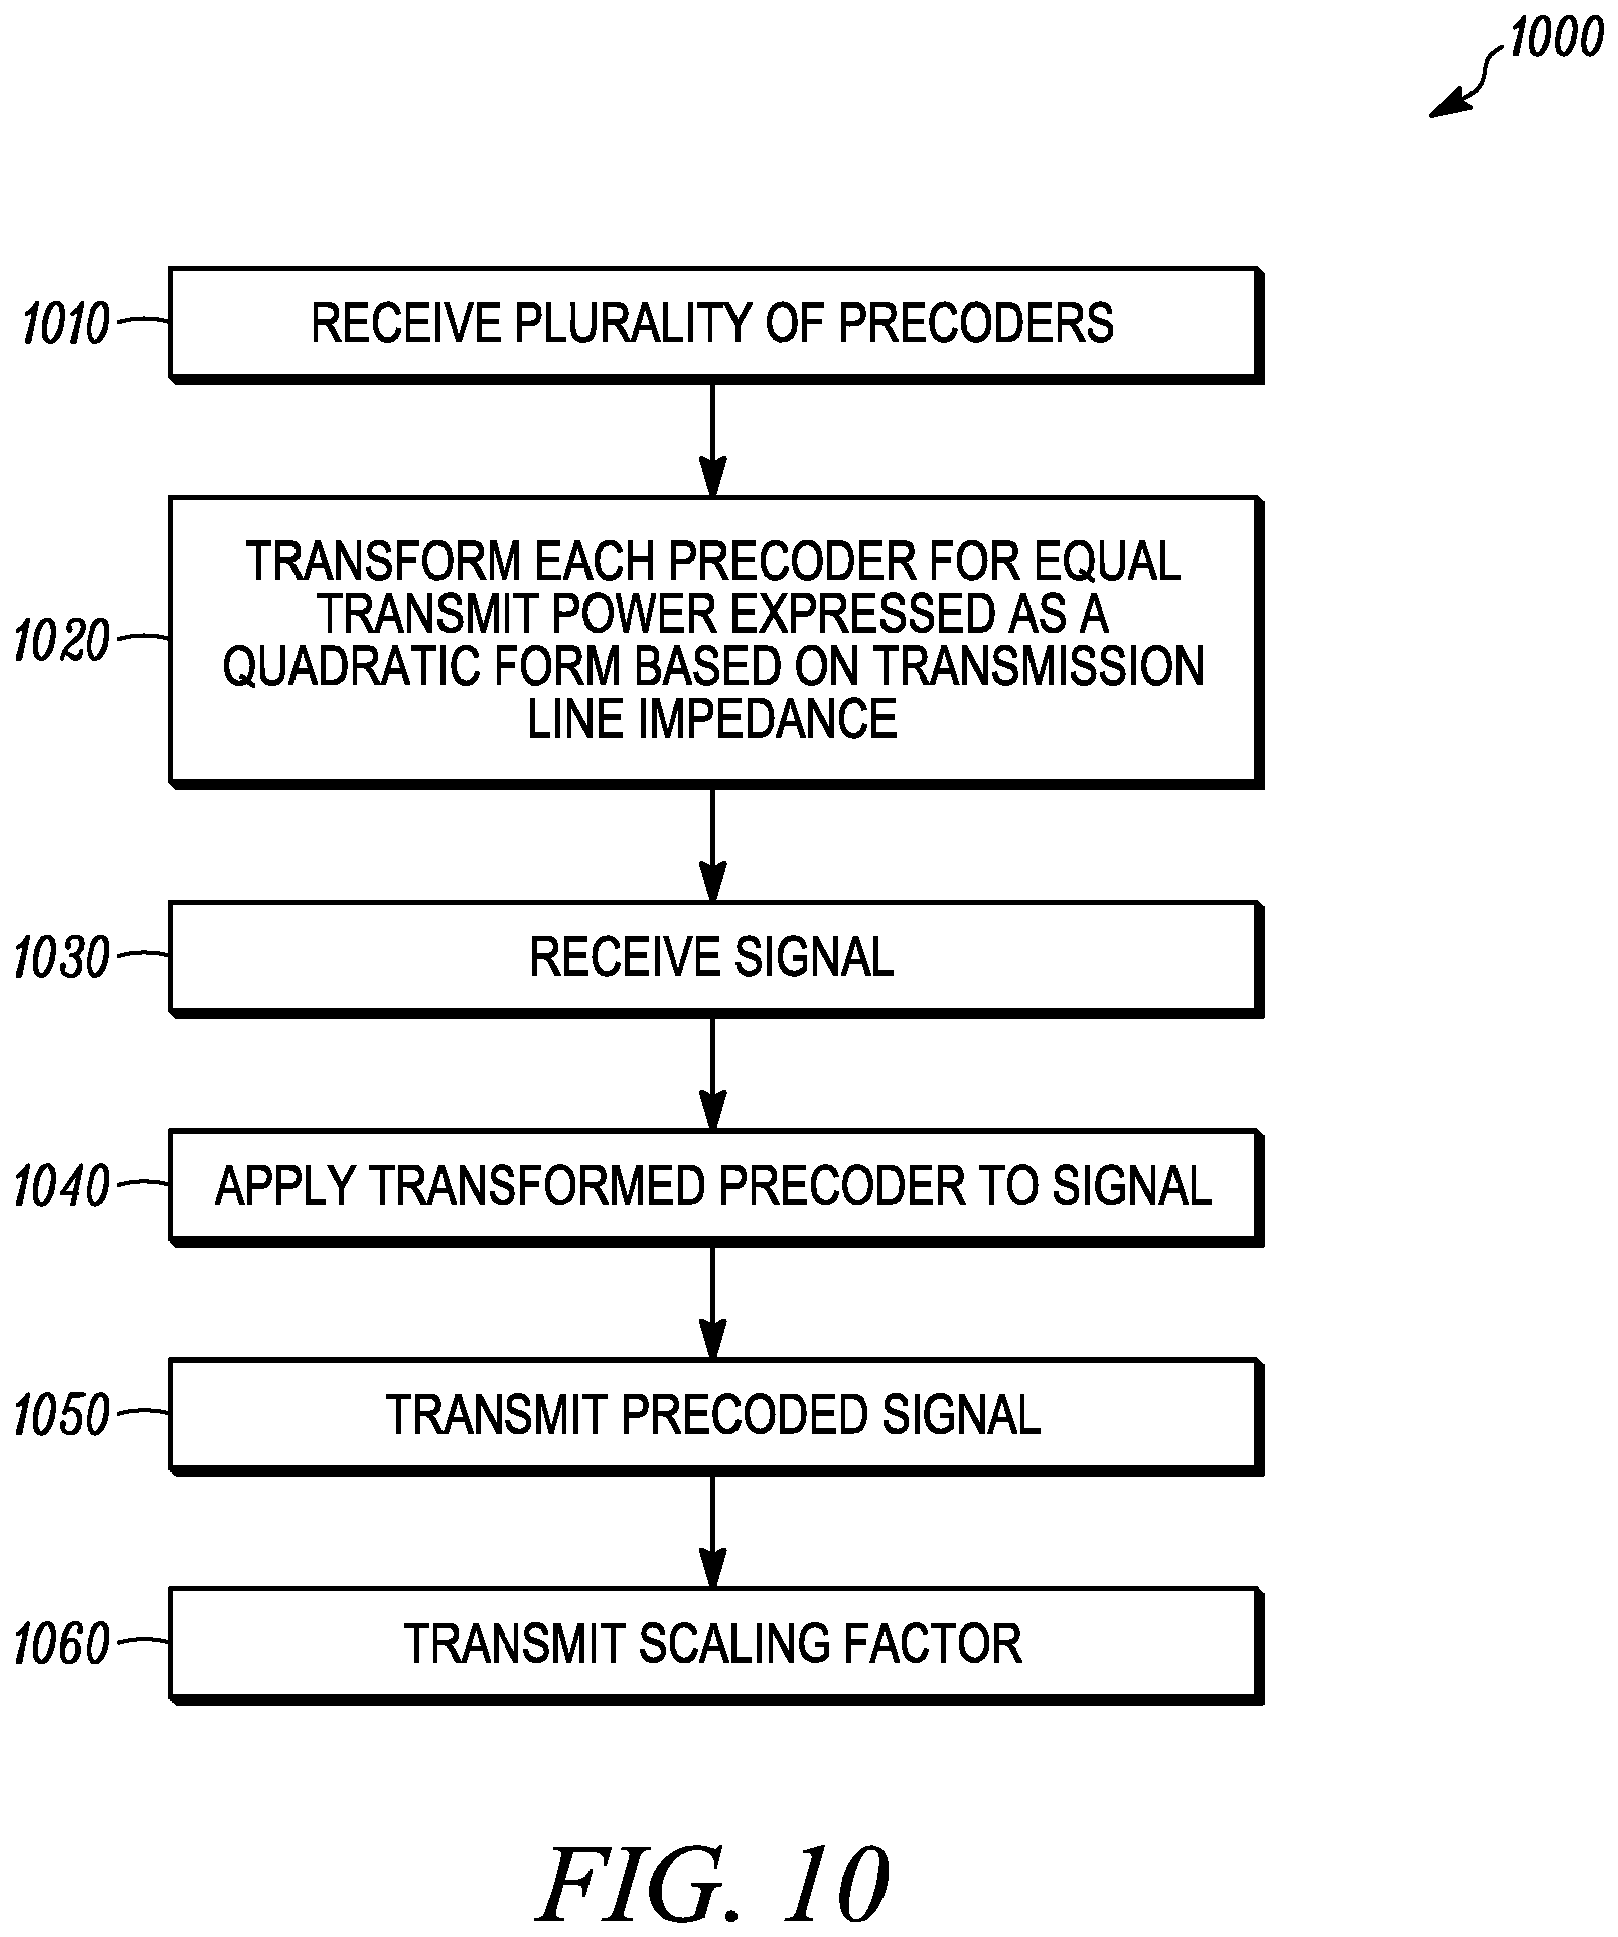 1000
1010 RECEIVE PLURALITY OF PRECODERS
TRANSFORM EACH PRECODER FOR EQUAL
TRANSMIT POWER EXPRESSED AS A
1020
QUADRATIC FORM BASED ON TRANSMISSION
LINE IMPEDANCE
1030 RECEIVE SIGNAL
1040 APPLY TRANSFORMED PRECODER TO SIGNAL
1050 TRANSMIT PRECODED SIGNAL
1060 TRANSMIT SCALING FACTOR
FIG. 10